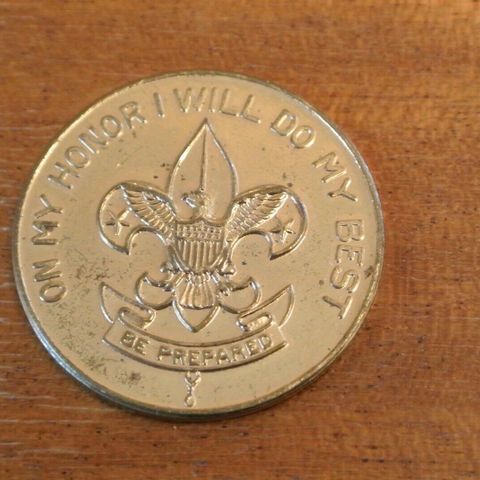 ON MY HONOR I WILL DO MY BEST
BE PREPARED